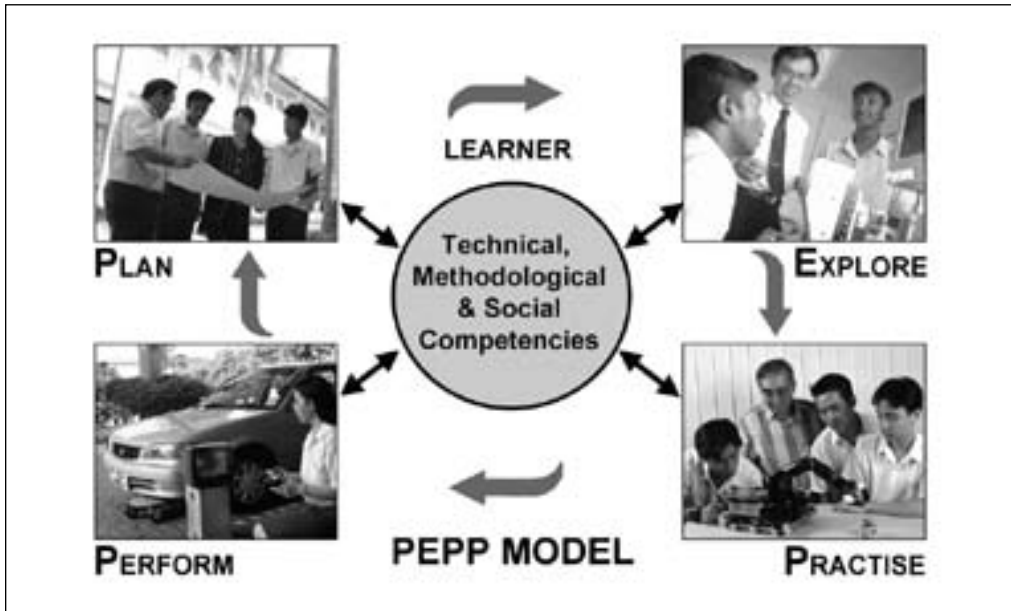 LEARNER
PLAN
EXPLORE
Technical,
Methodological
& Social
Competencies
PERFORM
PRACTISE
PEPP MODEL